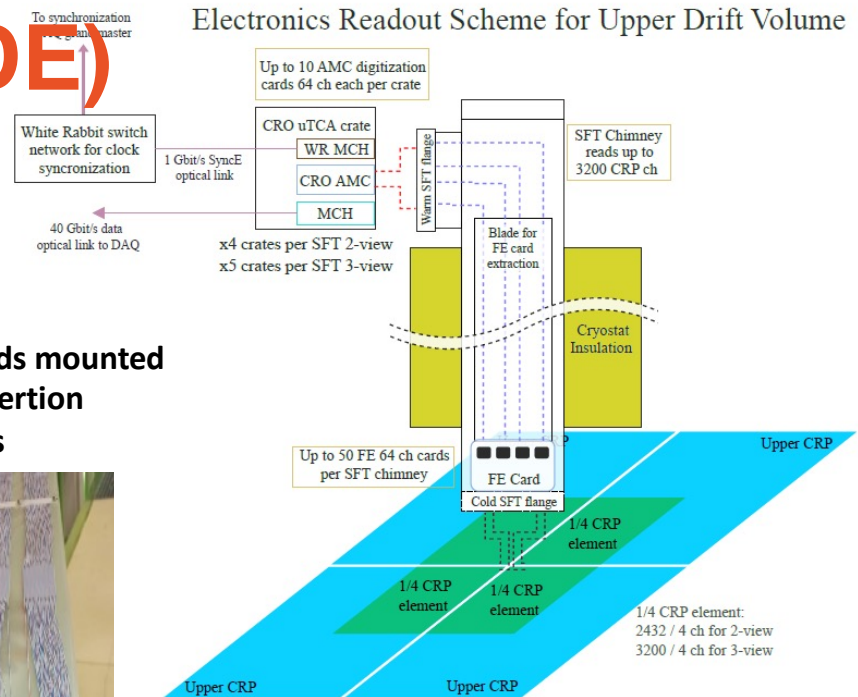 Electronics Readout Scheme for Upper Drift Volume
To synchronization
master
DE)
Up to 10 AMC digitization
cards 64 ch each per crate
White Rabbit switch
network for clock
syncronization
1 Gbit/s SyncE
optical link
CRO uTCA crate
WR MCH
CRO AMC
MCH
40 Gbit/s data
optical link to DAQ
x4 crates per SFT 2-view
x5 crates per SFT 3-view
Warm SFT flange
SFT Chimney
reads up to
3200 CRP ch
Blade for
FE card
extraction
Cryostat
Insulation
ds mounted
ertion
s
Up to 50 FE 64 ch cards
per SFT chimney
FE Card
Cold SFT flange
Upper CRP
1/4 CRP
element
1/4 CRP
element
1/4 CRP
element
1/4 CRP element:
2432 / 4 ch for 2-view
3200 / 4 ch for 3-view
Upper CRP
Upper CRP